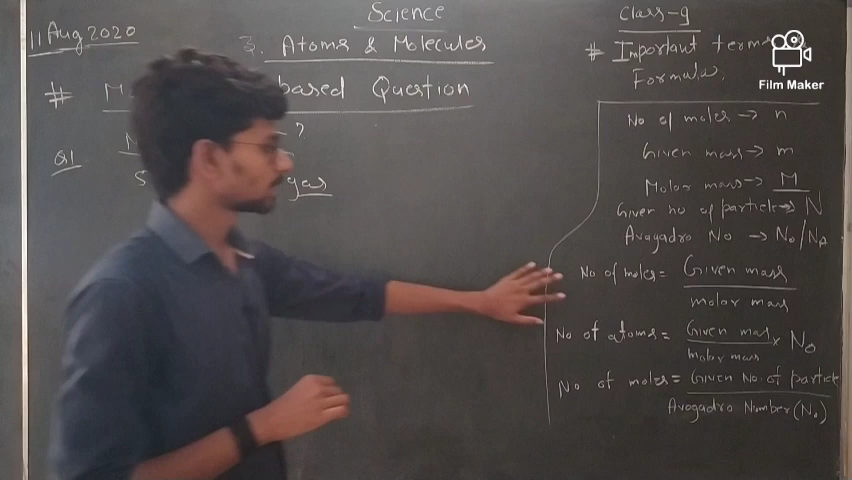 Science
11 Aug 2020
3. Atoms & Molecules
# M based Question
Q1. M ?
S gas
Class-9
# Important terms
Formula.
No of moles → n
Given mass → m
Molar mass → M
Given no of particle → N
Avagadro No → No/NA
No of moles = Given mass
molar mass
No of atoms = Given mass × No
molar mass
No of moles = Given No. of particle
Avogadro Number (No)
Film Maker